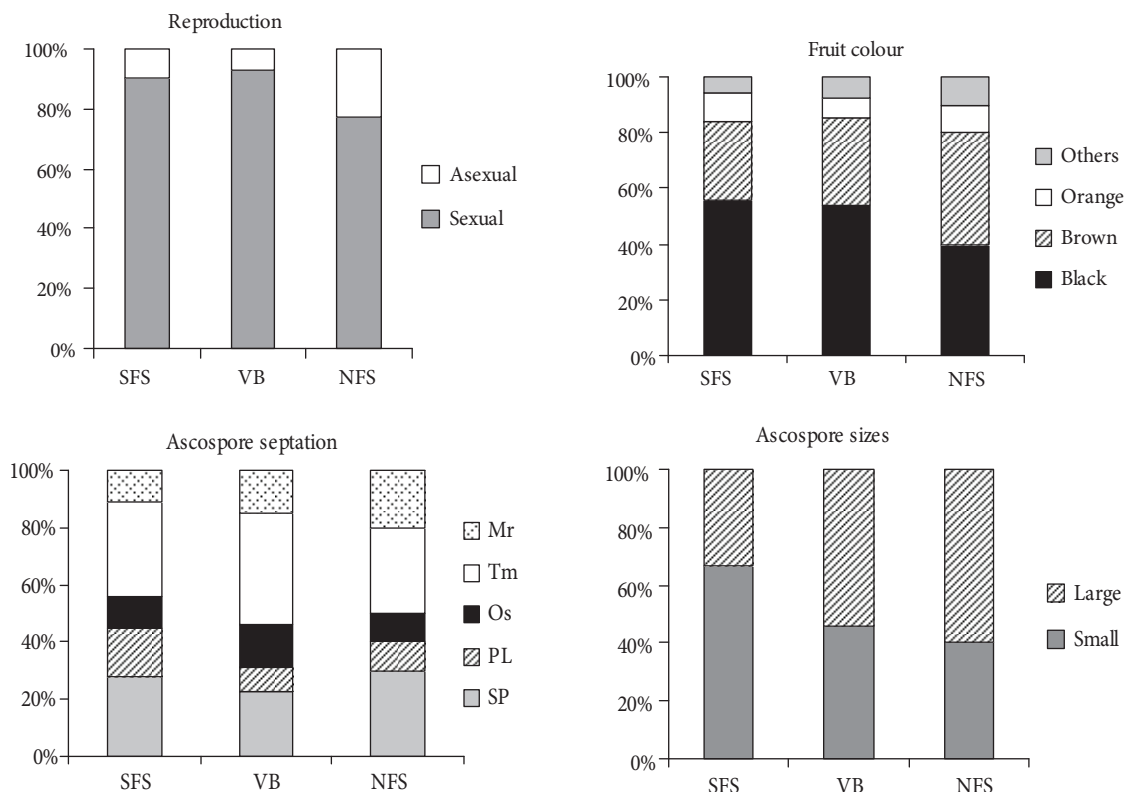 Reproduction
100%
80%
60%
40%
20%
0%
SFS VB NFS
Asexual
Sexual
Fruit colour
100%
80%
60%
40%
20%
0%
SFS VB NFS
Others
Orange
Brown
Black
Ascospore septation
100%
80%
60%
40%
20%
0%
SFS VB NFS
Mr
Tm
Os
PL
SP
Ascospore sizes
100%
80%
60%
40%
20%
0%
SFS VB NFS
Large
Small